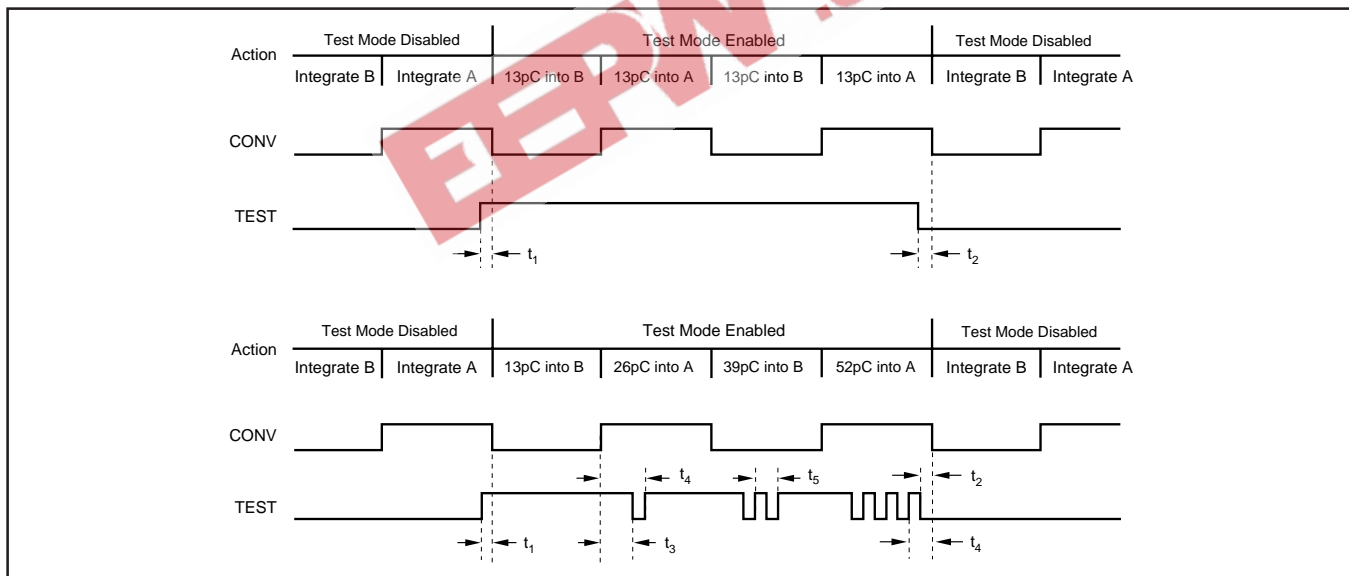 EEPW
Test Mode Disabled Test Mode Enabled Test Mode Disabled
Action
Integrate B Integrate A 13pC into B 13pC into A 13pC into B 13pC into A Integrate B Integrate A
CONV
TEST
t1 t2
Test Mode Disabled Test Mode Enabled Test Mode Disabled
Action
Integrate B Integrate A 13pC into B 26pC into A 39pC into B 52pC into A Integrate B Integrate A
CONV
t4 t5 t2
TEST
t1 t3 t4